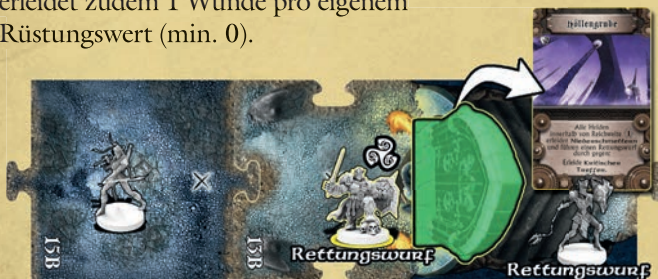 erleidet zudem 1 Wunde pro eigenem
Rüstungswert (min. 0).
Höllengrube
Alle Helden
innerhalb von Reichweite 1
erleiden Niedergeschmettert
und führen einen Rettungswurf
durch gegen:
Erleide Kritischen
Treffer.
15B
15B
Rettungswurf
Rettungswurf